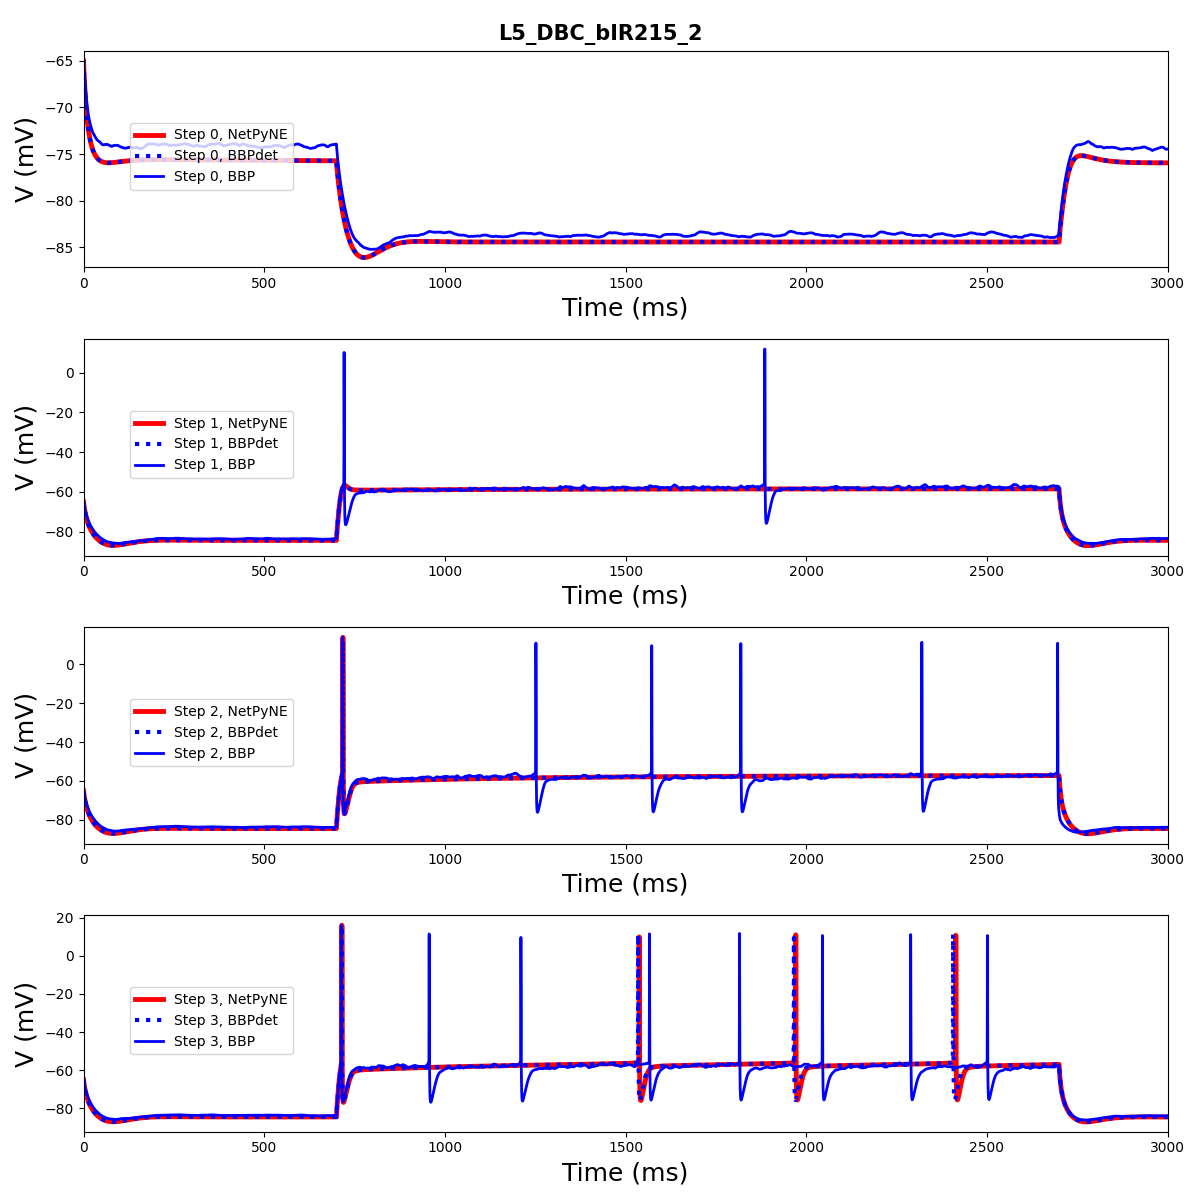 L5_DBC_bIR215_2
−65
−70
−75
−80
−85
V (mV)
Step 0, NetPyNE
Step 0, BBPdet
Step 0, BBP
0 500 1000 1500 2000 2500 3000
Time (ms)
0
−20
−40
−60
−80
V (mV)
Step 1, NetPyNE
Step 1, BBPdet
Step 1, BBP
0 500 1000 1500 2000 2500 3000
Time (ms)
0
−20
−40
−60
−80
V (mV)
Step 2, NetPyNE
Step 2, BBPdet
Step 2, BBP
0 500 1000 1500 2000 2500 3000
Time (ms)
20
0
−20
−40
−60
−80
V (mV)
Step 3, NetPyNE
Step 3, BBPdet
Step 3, BBP
0 500 1000 1500 2000 2500 3000
Time (ms)